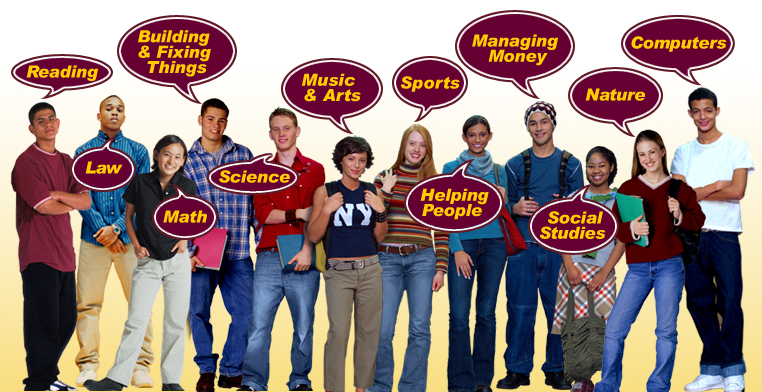 Reading
Law
Building
& Fixing
Things
Math
Science
Music
& Arts
NY
Sports
Helping
People
Managing
Money
Social
Studies
Nature
Computers